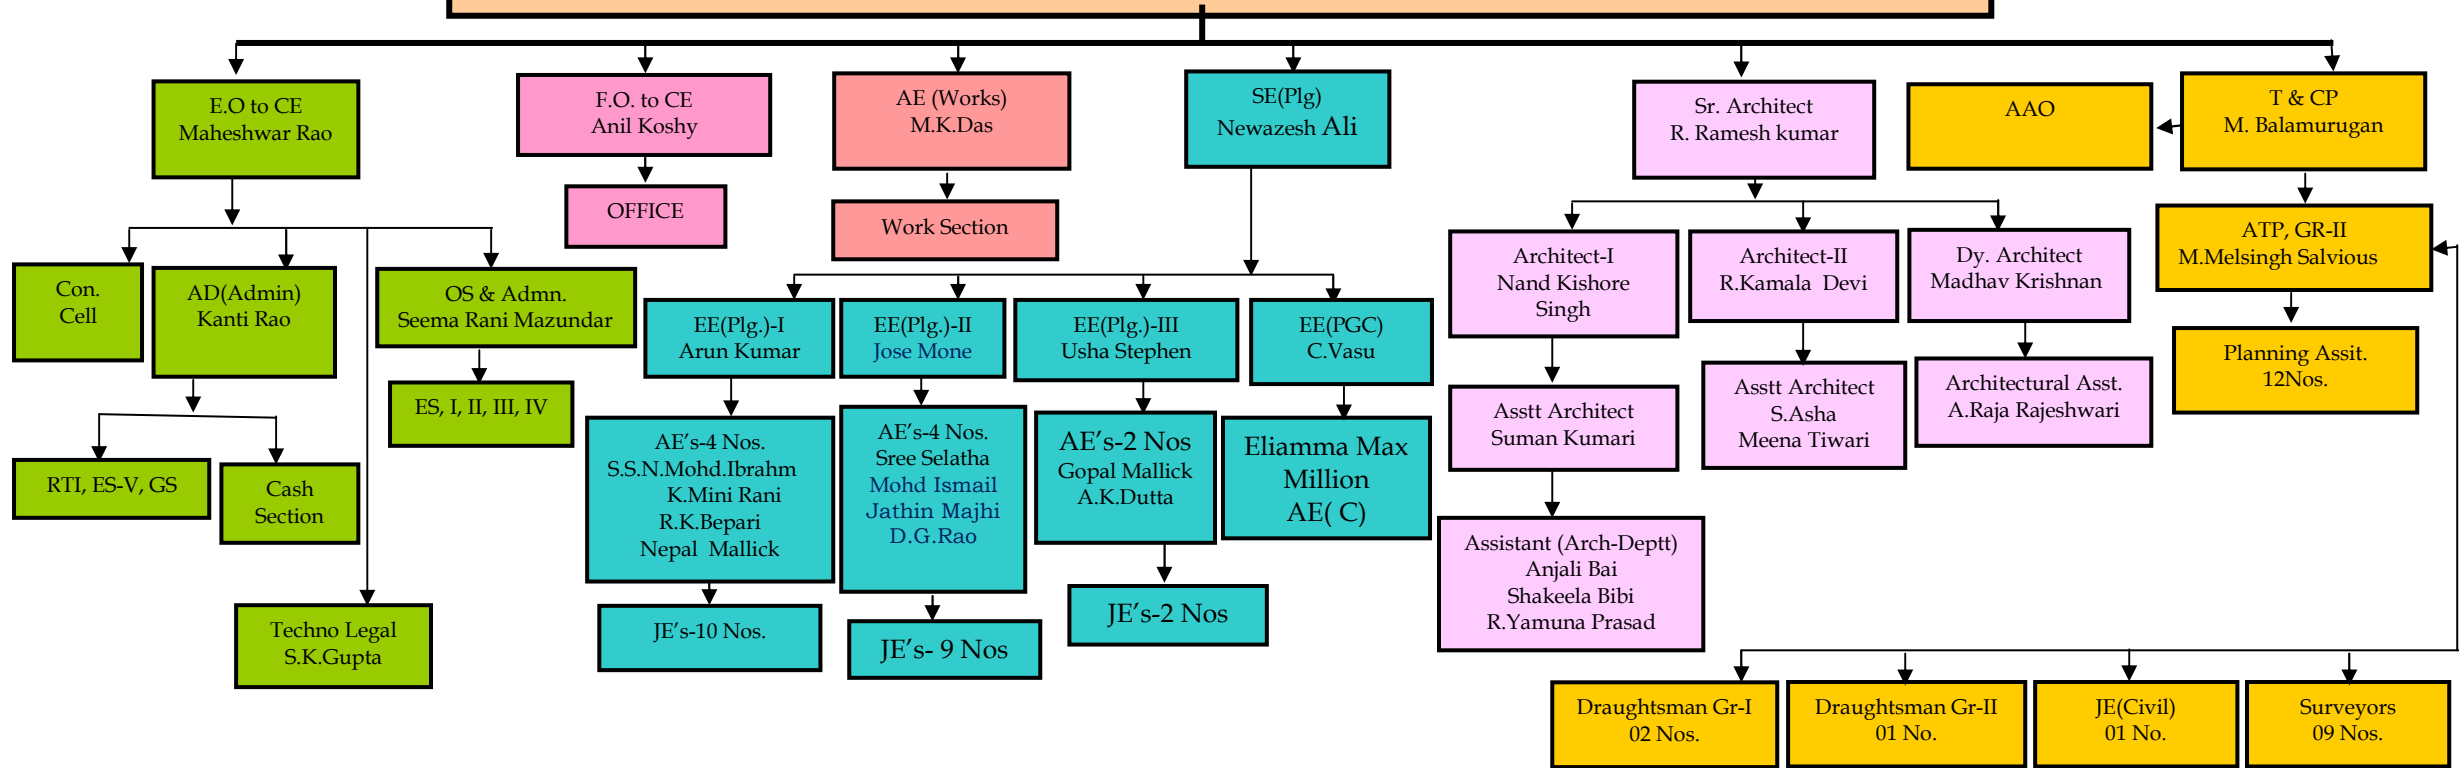 E.O to CE
Maheshwar Rao
F.O. to CE
Anil Koshy
AE (Works)
M.K.Das
SE(Plg)
Newazesh Ali
Sr. Architect
R. Ramesh kumar
AAO
T & CP
M. Balamurugan
OFFICE
Work Section
Con.
Cell
AD(Admin)
Kanti Rao
OS & Admn.
Seema Rani Mazundar
ES, I, II, III, IV
RTI, ES-V, GS
Cash
Section
Techno Legal
S.K.Gupta
EE(Plg.)-I
Arun Kumar
EE(Plg.)-II
Jose Mone
EE(Plg.)-III
Usha Stephen
EE(PGC)
C.Vasu
AE’s-4 Nos.
S.S.N.Mohd.Ibrahm
K.Mini Rani
R.K.Bepari
Nepal Mallick
AE’s-4 Nos.
Sree Selatha
Mohd Ismail
Jathin Majhi
D.G.Rao
AE’s-2 Nos
Gopal Mallick
A.K.Dutta
Eliamma Max
Million
AE( C)
JE’s-10 Nos.
JE’s- 9 Nos
JE’s-2 Nos
Architect-I
Nand Kishore
Singh
Architect-II
R.Kamala Devi
Dy. Architect
Madhav Krishnan
Asstt Architect
Suman Kumari
Asstt Architect
S.Asha
Meena Tiwari
Architectural Asst.
A.Raja Rajeshwari
Assistant (Arch-Deptt)
Anjali Bai
Shakeela Bibi
R.Yamuna Prasad
ATP, GR-II
M.Melsingh Salvious
Planning Assit.
12Nos.
Draughtsman Gr-I
02 Nos.
Draughtsman Gr-II
01 No.
JE(Civil)
01 No.
Surveyors
09 Nos.